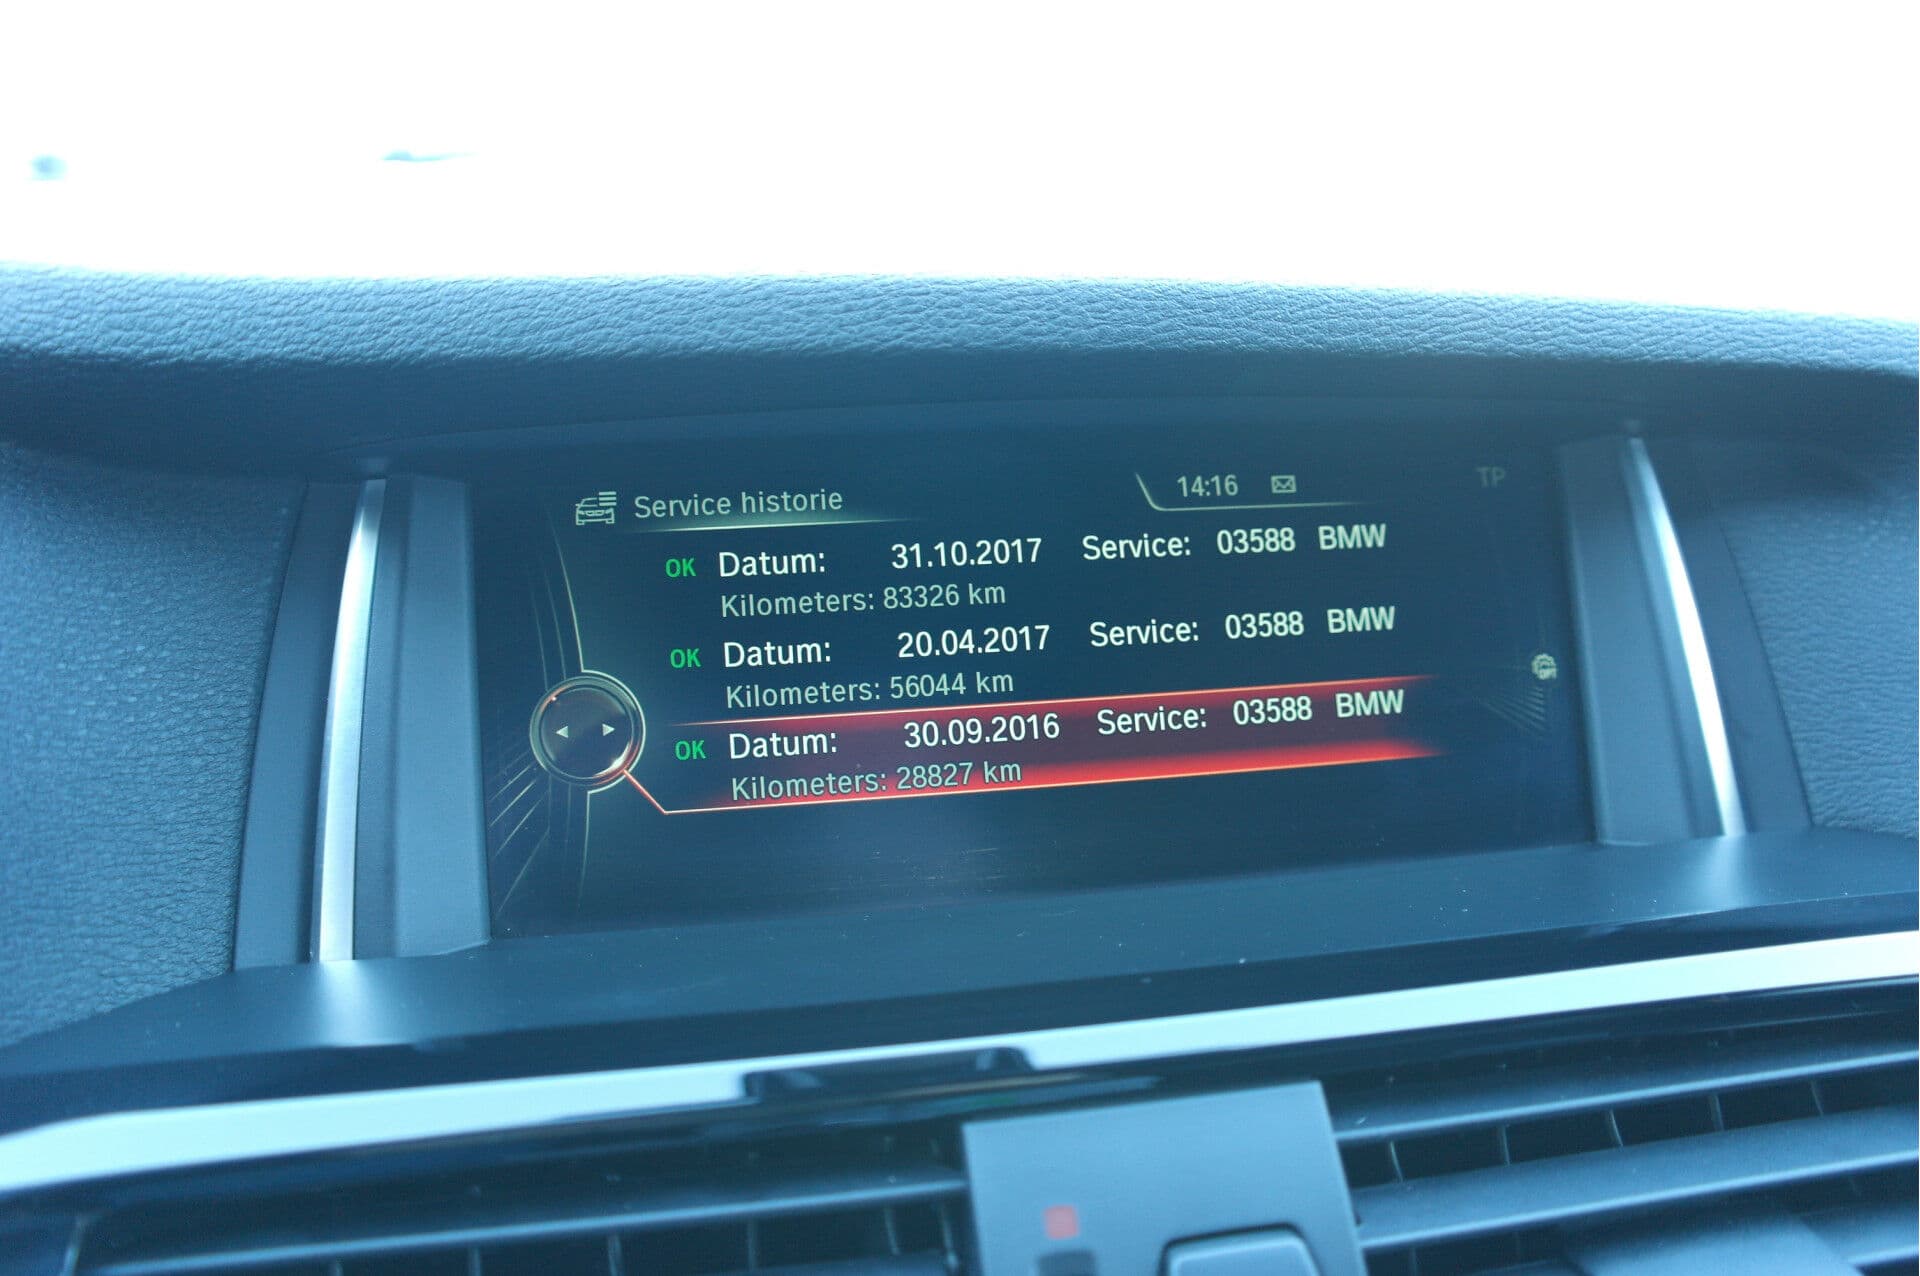 Service historie 14:16 TP
OK Datum: 31.10.2017 Service: 03588 BMW
Kilometers: 83326 km
OK Datum: 20.04.2017 Service: 03588 BMW
Kilometers: 56044 km
OK Datum: 30.09.2016 Service: 03588 BMW
Kilometers: 28827 km